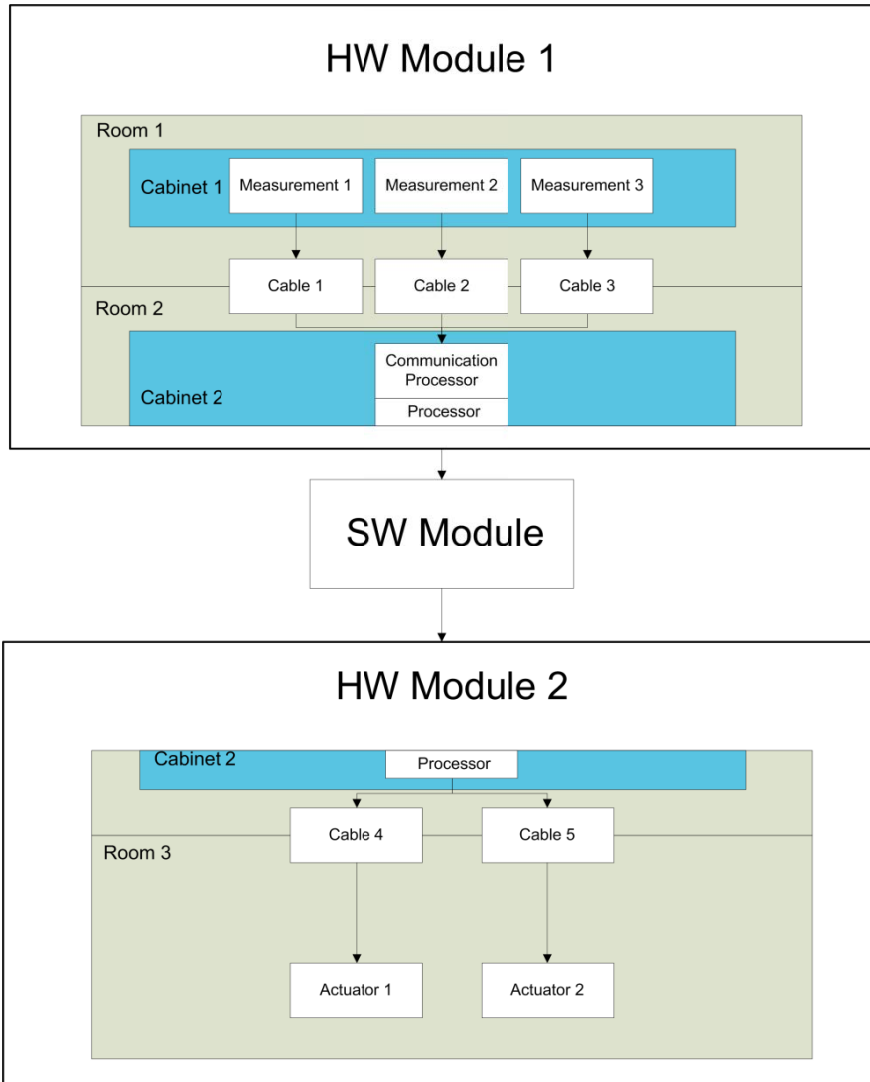 HW Module 1
Room 1
Cabinet 1
Measurement 1
Measurement 2
Measurement 3
Cable 1
Cable 2
Cable 3
Room 2
Communication
Processor
Cabinet 2
Processor
SW Module
HW Module 2
Cabinet 2
Processor
Cable 4
Cable 5
Room 3
Actuator 1
Actuator 2